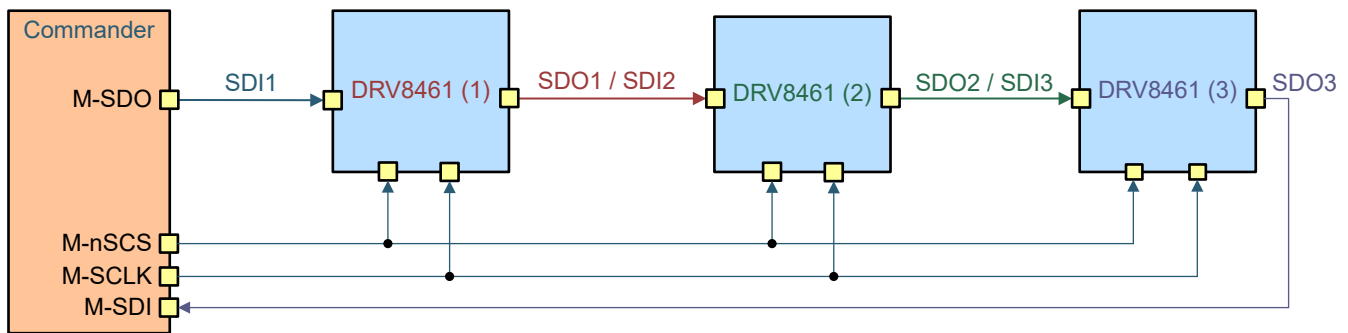 Commander
M-SDO
SDI1
DRV8461 (1)
SDO1 / SDI2
DRV8461 (2)
SDO2 / SDI3
DRV8461 (3)
SDO3
M-nSCS
M-SCLK
M-SDI